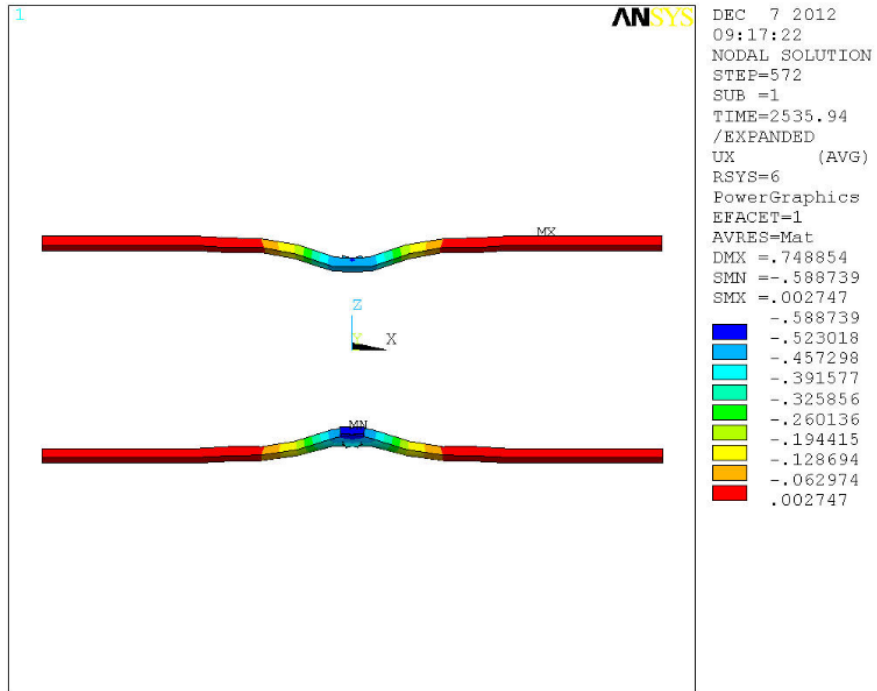 1
ANSYS
DEC 7 2012
09:17:22
NODAL SOLUTION
STEP=572
SUB =1
TIME=2535.94
/EXPANDED
UX (AVG)
RSYS=6
PowerGraphics
EFACET=1
AVRES=Mat
DMX =.748854
SMN =-.588739
SMX =.002747
-.588739
-.523018
-.457298
-.391577
-.325856
-.260136
-.194415
-.128694
-.062974
.002747
MX
Z
Y
X
MN